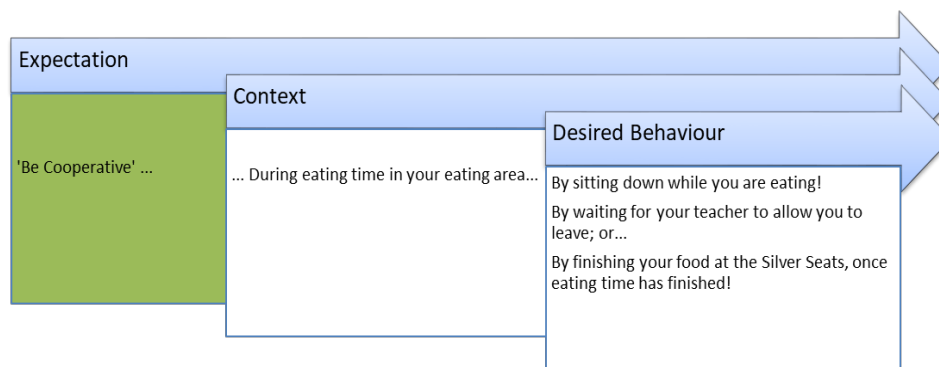 Expectation
'Be Cooperative' ...
Context
... During eating time in your eating area...
Desired Behaviour
By sitting down while you are eating!
By waiting for your teacher to allow you to
leave; or...
By finishing your food at the Silver Seats, once
eating time has finished!